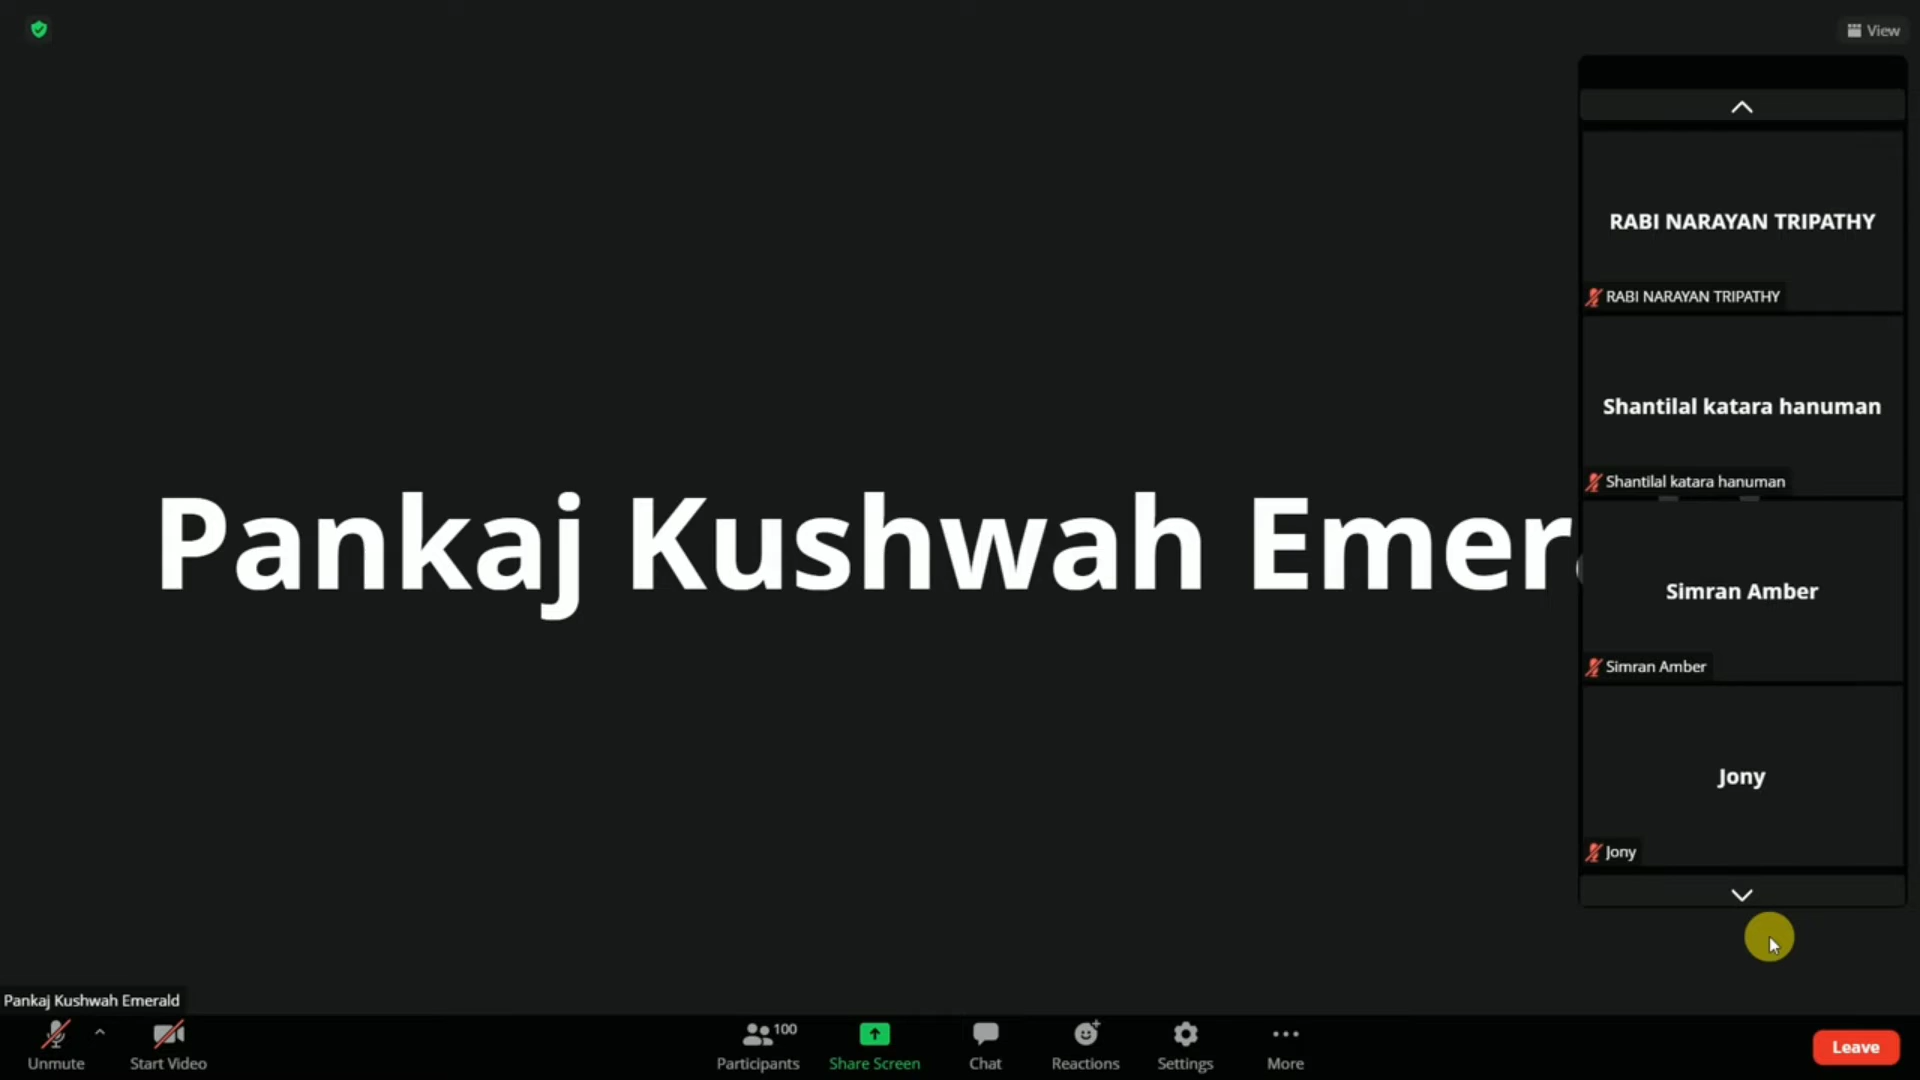 View
RABI NARAYAN TRIPATHY
RABI NARAYAN TRIPATHY
Shantilal katara hanuman
Shantilal katara hanuman
Pankaj Kushwah Emer
Simran Amber
Simran Amber
Jony
Jony
Pankaj Kushwah Emerald
100
Unmute
Start Video
Participants
Share Screen
Chat
Reactions
Settings
More
Leave